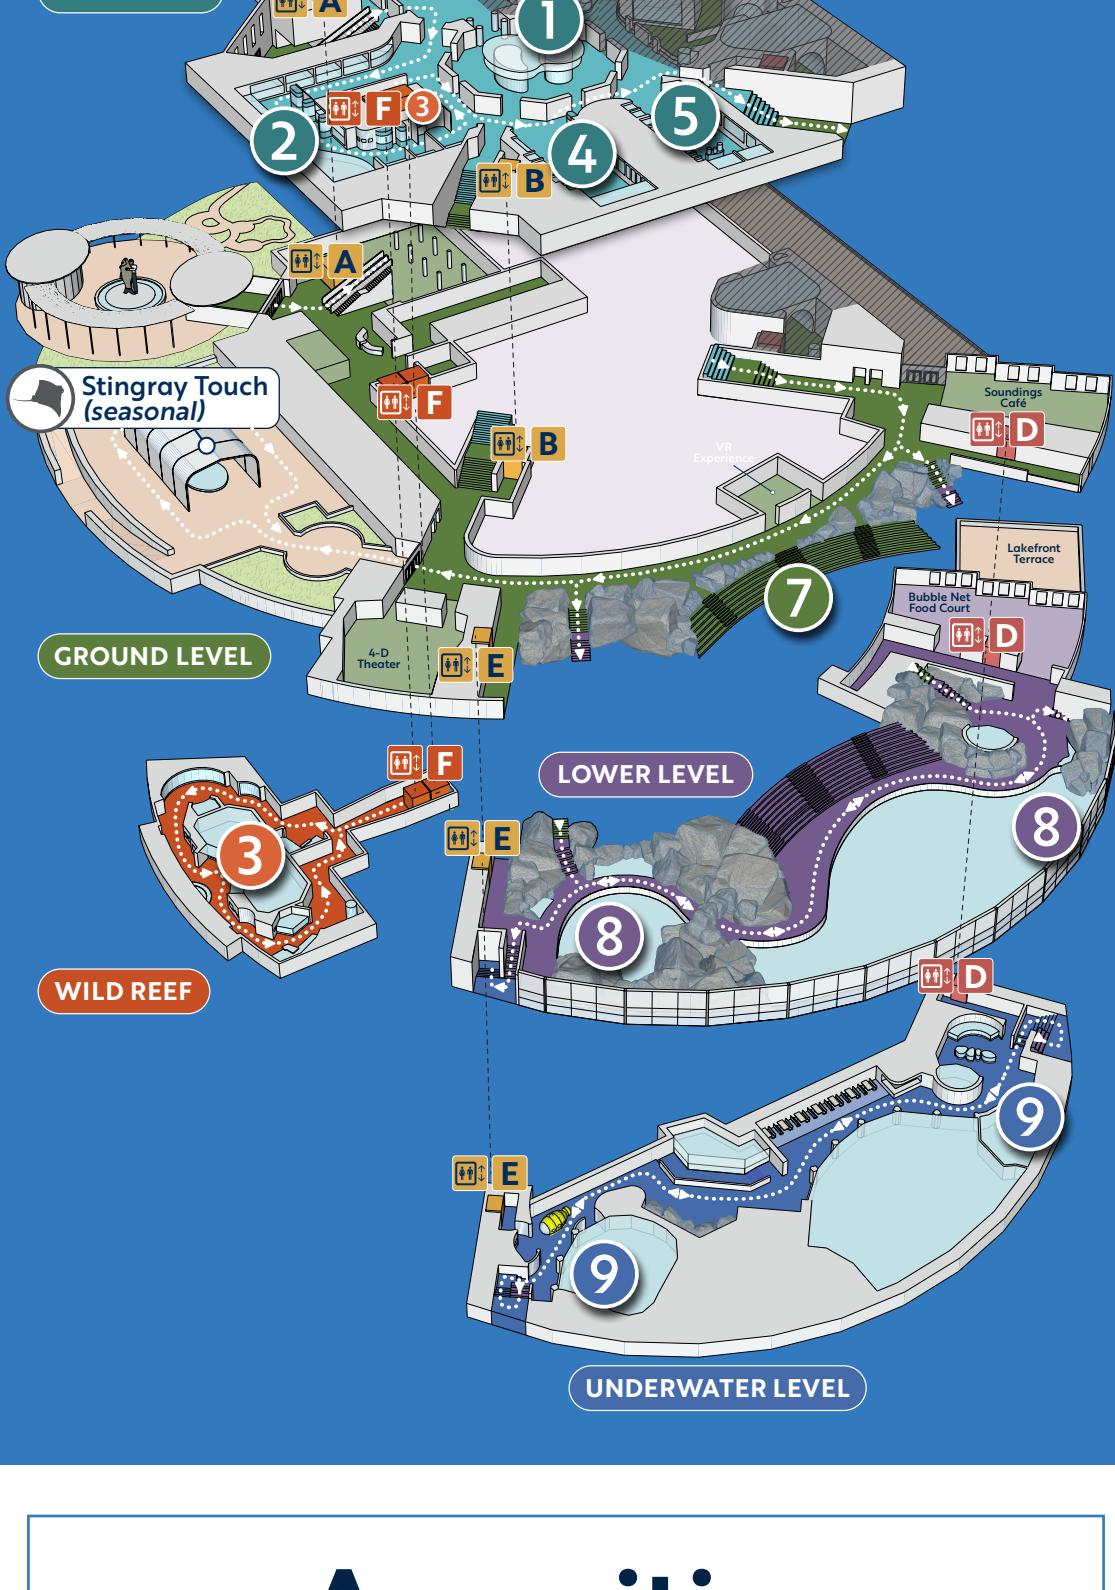 A
1
F
3
2
4
5
B
A
Stingray Touch
(seasonal)
F
B
Soundings
Café
D
VR
Experience
Lakefront
Terrace
7
Bubble Net
Food Court
D
GROUND LEVEL
4-D
Theater
E
F
LOWER LEVEL
8
E
3
8
WILD REEF
D
9
E
9
UNDERWATER LEVEL